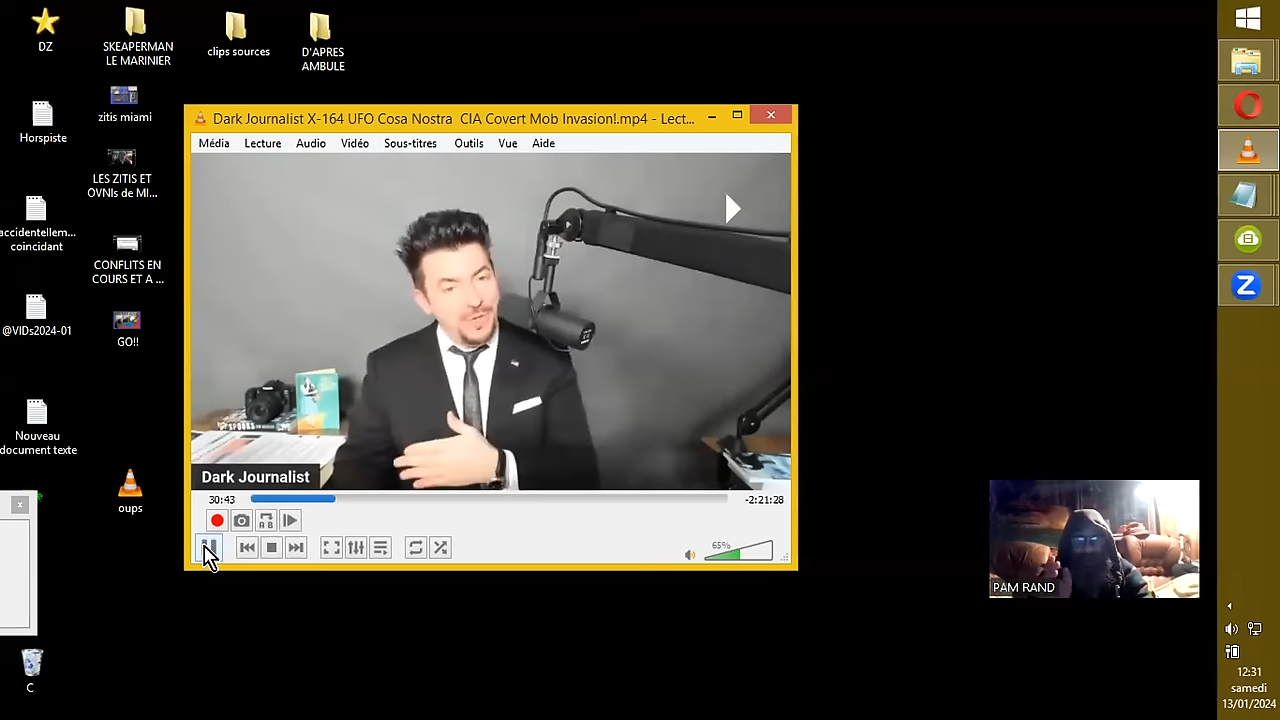 DZ
SKEAPERMAN
LE MARINIER
clips sources
D'APRES
AMBULE
Horspiste
zitis miami
LES ZITIS ET
OVNIs de MI...
accidentellem...
coincidant
CONFLITS EN
COURS ET A ...
@VIDs2024-01
GO!!
Nouveau
document texte
oups
C
Dark Journalist X-164 UFO Cosa Nostra  CIA Covert Mob Invasion!.mp4 - Lect...
Média Lecture Audio Vidéo Sous-titres Outils Vue Aide
Dark Journalist
30:43
-2:21:28
65%
PAM RAND
12:31
samedi
13/01/2024